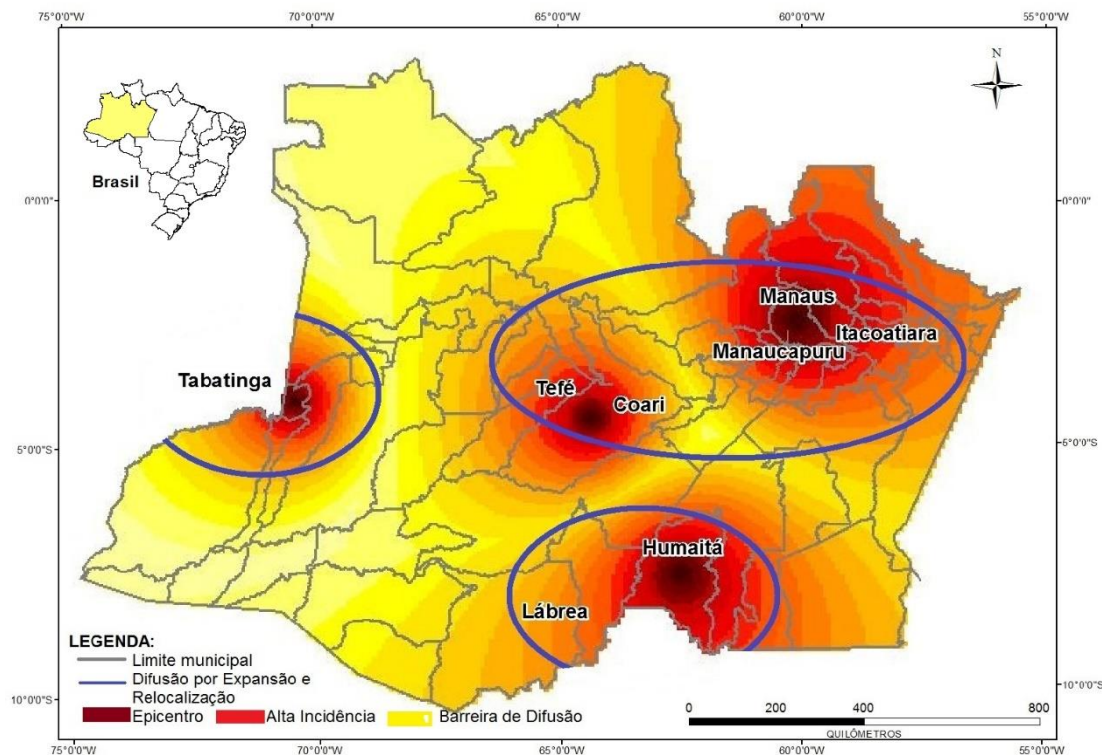 75°0'0"W 70°0'0"W 65°0'0"W 60°0'0"W 55°0'0"W
N
Brasil
0°0'0" 0°0'0"
Manaus
Itacoatiara
Manaucapuru
Tabatinga
Tefé
Coari
5°0'0"S 5°0'0"S
Humaitá
Lábrea
LEGENDA:
Limite municipal
Difusão por Expansão e
Relocalização
Epicentro Alta Incidência Barreira de Difusão
10°0'0"S 10°0'0"S
0 200 400 800
QUILÔMETROS
75°0'0"W 70°0'0"W 65°0'0"W 60°0'0"W 55°0'0"W